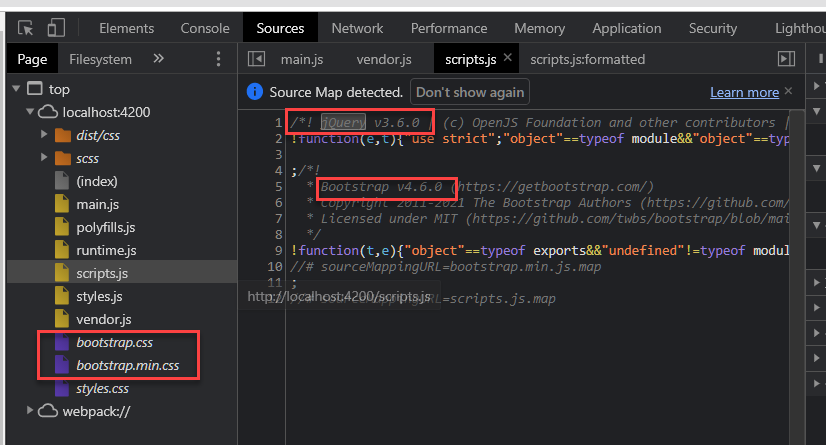 Elements Console Sources Network Performance Memory Application Security Lighthou
Page Filesystem » main.js vendor.js scripts.js × scripts.js:formatted
top
localhost:4200
dist/css
scss
(index)
main.js
polyfills.js
runtime.js
scripts.js
styles.js
vendor.js
bootstrap.css
bootstrap.min.css
styles.css
webpack://
Source Map detected. Don't show again Learn more ×
1 /*! jQuery v3.6.0 | (c) OpenJS Foundation and other contributors |
2 !function(e,t){"use strict";"object"==typeof module&&"object"==typ
3
4 ;/*!
5 * Bootstrap v4.6.0 (https://getbootstrap.com/)
6 * Copyright 2011-2021 The Bootstrap Authors (https://github.com/
7 * Licensed under MIT (https://github.com/twbs/bootstrap/blob/mai
8 */
9 !function(t,e){"object"==typeof exports&&"undefined"!=typeof modul
10 //# sourceMappingURL=bootstrap.min.js.map
11 ;
http://localhost:4200/scripts.js
URL=scripts.js.map